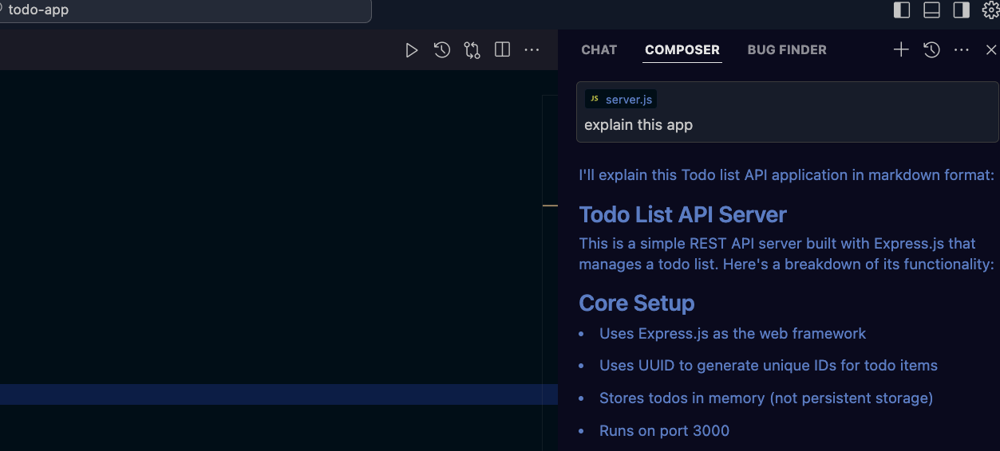 todo-app
CHAT COMPOSER BUG FINDER
JS server.js
explain this app
I'll explain this Todo list API application in markdown format:
Todo List API Server
This is a simple REST API server built with Express.js that
manages a todo list. Here's a breakdown of its functionality:
Core Setup
• Uses Express.js as the web framework
• Uses UUID to generate unique IDs for todo items
• Stores todos in memory (not persistent storage)
• Runs on port 3000